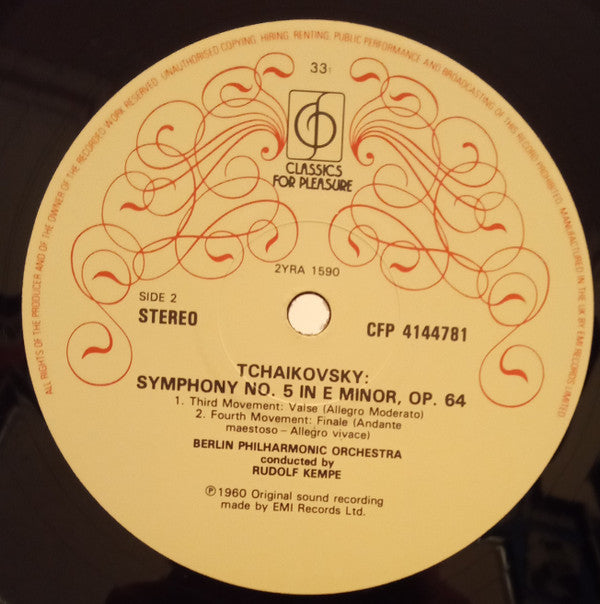 ALL RIGHTS OF THE PRODUCER AND OF THE OWNER OF THE RECORDED WORK RESERVED. UNAUTHORISED COPYING, HIRING, RENTING, PUBLIC PERFORMANCE AND BROADCASTING OF THIS RECORD PROHIBITED. MANUFACTURED IN THE UK BY EMI RECORDS LIMITED
33⅓
CLASSICS
FOR PLEASURE
2YRA 1590
SIDE 2
STEREO
CFP 4144781
TCHAIKOVSKY:
SYMPHONY NO. 5 IN E MINOR, OP. 64
1. Third Movement: Valse (Allegro Moderato)
2. Fourth Movement: Finale (Andante
maestoso – Allegro vivace)
BERLIN PHILHARMONIC ORCHESTRA
conducted by
RUDOLF KEMPE
℗1960 Original sound recording
made by EMI Records Ltd.